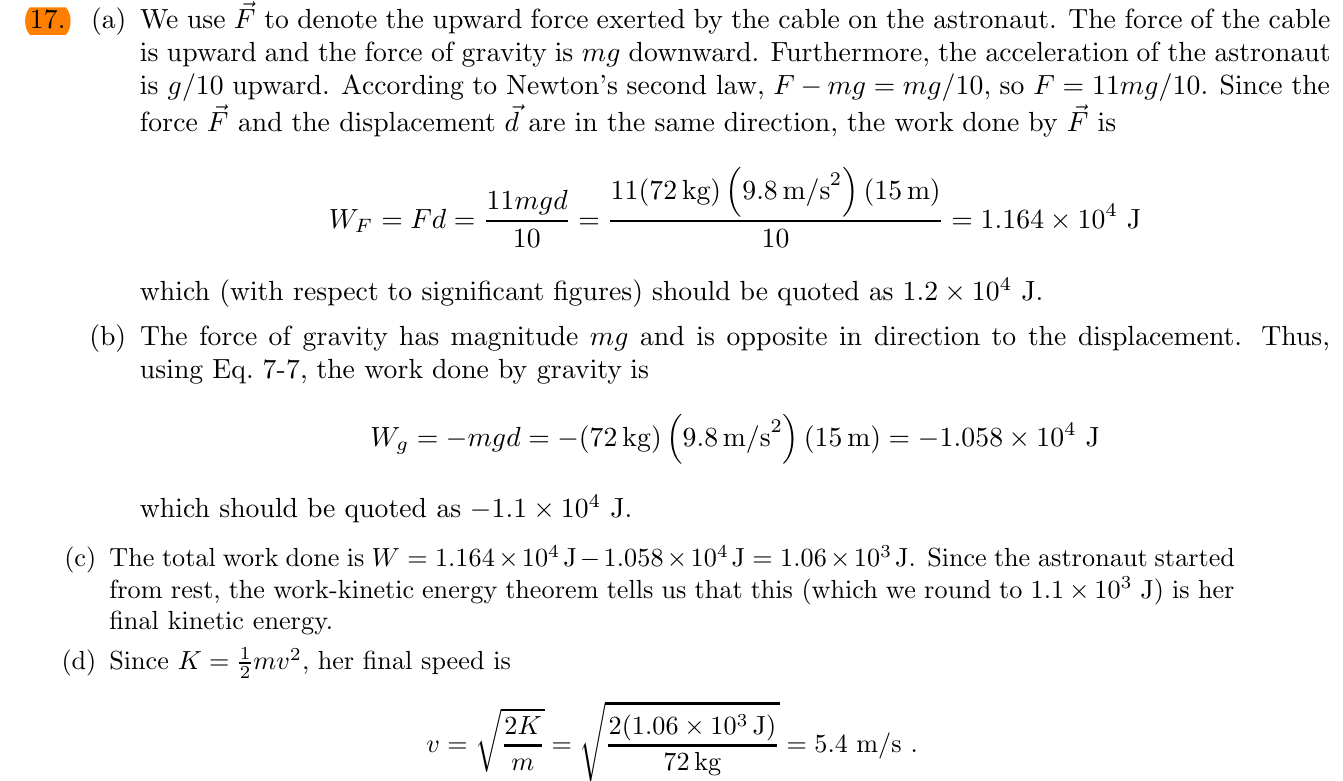 17. (a) We use $\vec{F}$ to denote the upward force exerted by the cable on the astronaut. The force of the cable
is upward and the force of gravity is $mg$ downward. Furthermore, the acceleration of the astronaut
is $g/10$ upward. According to Newton's second law, $F - mg = mg/10$, so $F = 11mg/10$. Since the
force $\vec{F}$ and the displacement $\vec{d}$ are in the same direction, the work done by $\vec{F}$ is
$W_F = Fd = \frac{11mgd}{10} = \frac{11(72\,\text{kg})\left(9.8\,\text{m/s}^2\right)(15\,\text{m})}{10} = 1.164 \times 10^4 \text{ J}$
which (with respect to significant figures) should be quoted as $1.2 \times 10^4$ J.
(b) The force of gravity has magnitude $mg$ and is opposite in direction to the displacement. Thus,
using Eq. 7-7, the work done by gravity is
$W_g = -mgd = -(72\,\text{kg})\left(9.8\,\text{m/s}^2\right)(15\,\text{m}) = -1.058 \times 10^4 \text{ J}$
which should be quoted as $-1.1 \times 10^4$ J.
(c) The total work done is $W = 1.164 \times 10^4\,\text{J} - 1.058 \times 10^4\,\text{J} = 1.06 \times 10^3\,\text{J}$. Since the astronaut started
from rest, the work-kinetic energy theorem tells us that this (which we round to $1.1 \times 10^3$ J) is her
final kinetic energy.
(d) Since $K = \frac{1}{2}mv^2$, her final speed is
$v = \sqrt{\frac{2K}{m}} = \sqrt{\frac{2(1.06 \times 10^3\,\text{J})}{72\,\text{kg}}} = 5.4 \text{ m/s}$ .